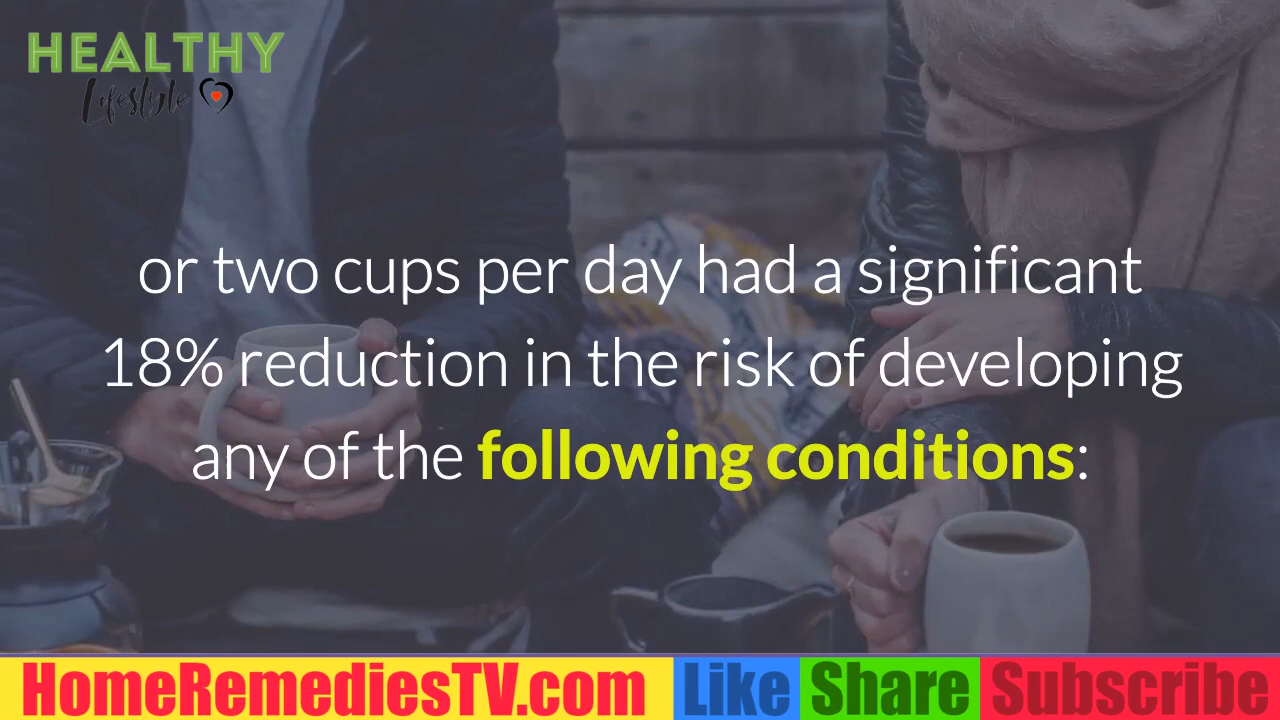 HEALTHY
Lifestyle
or two cups per day had a significant
18% reduction in the risk of developing
any of the following conditions:
HomeRemediesTV.com Like Share Subscribe